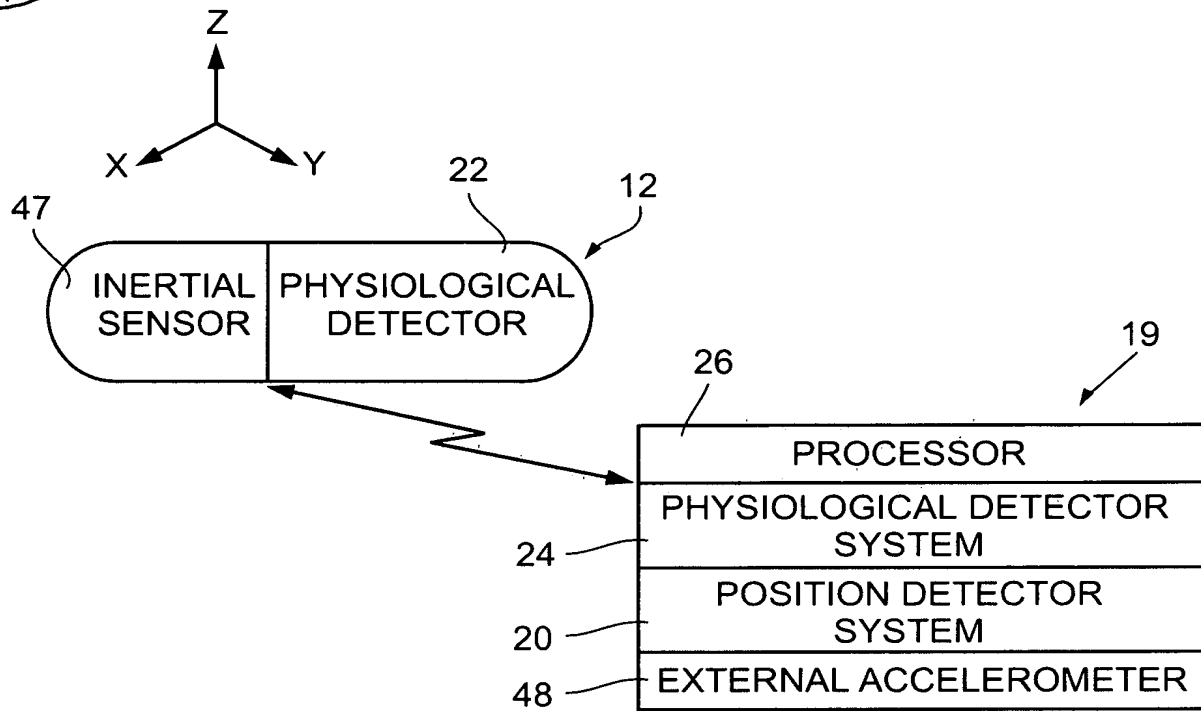 Z
X
Y
47
22
12
INERTIAL
SENSOR
PHYSIOLOGICAL
DETECTOR
26
19
PROCESSOR
PHYSIOLOGICAL DETECTOR
SYSTEM
24
POSITION DETECTOR
SYSTEM
20
EXTERNAL ACCELEROMETER
48